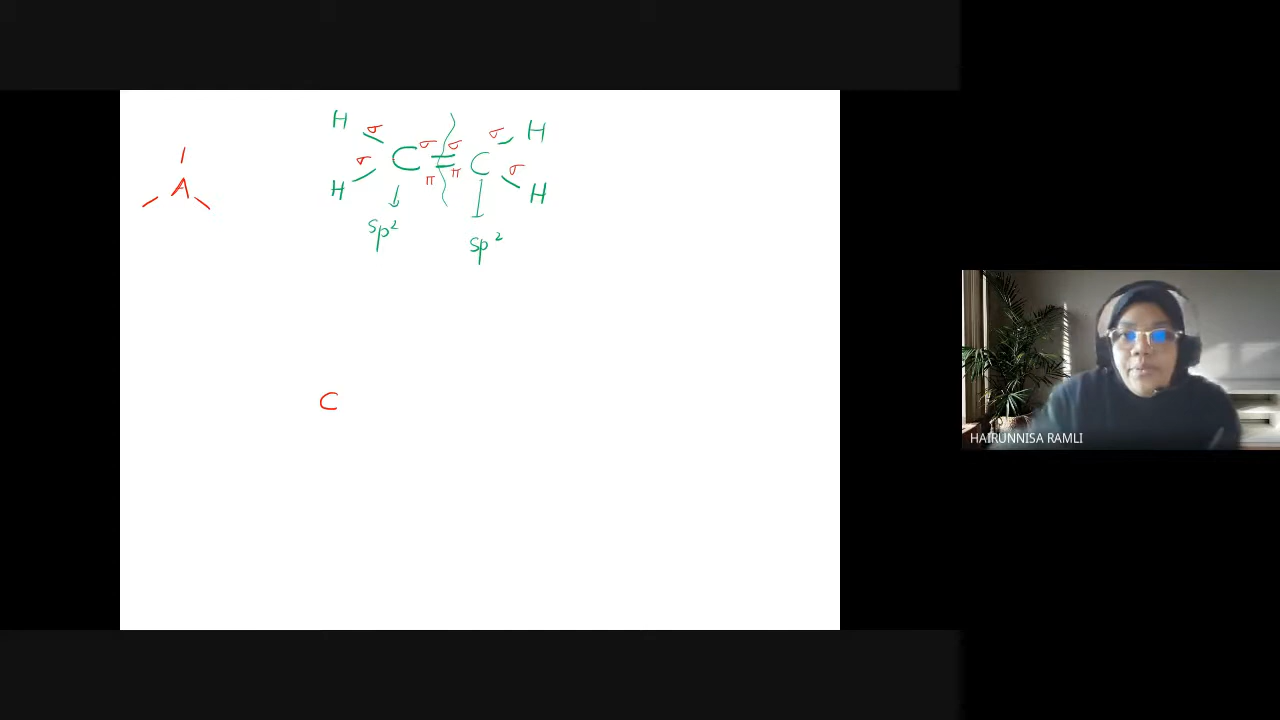 H σ C σ = σ C σ H
H σ π π σ H
A
sp² sp²
C
HAIRUNNISA RAMLI